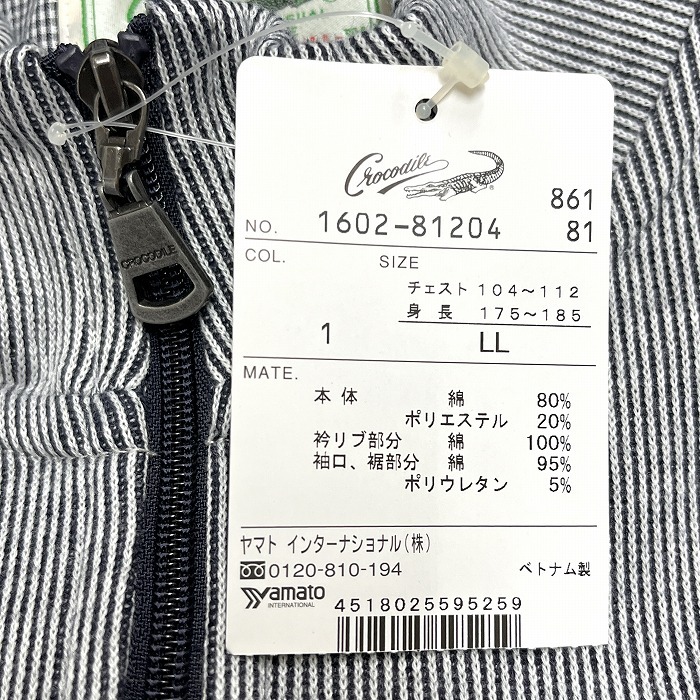 Crocodile
®
861
NO. 1602-81204 81
COL. SIZE
チェスト 104～112
身長 175～185
1 LL
MATE.
本体 綿 80%
ポリエステル 20%
衿リブ部分 綿 100%
袖口、裾部分 綿 95%
ポリウレタン 5%
ヤマト インターナショナル(株)
0120-810-194 ベトナム製
yamato
INTERNATIONAL
4518025595259
CROCODILE